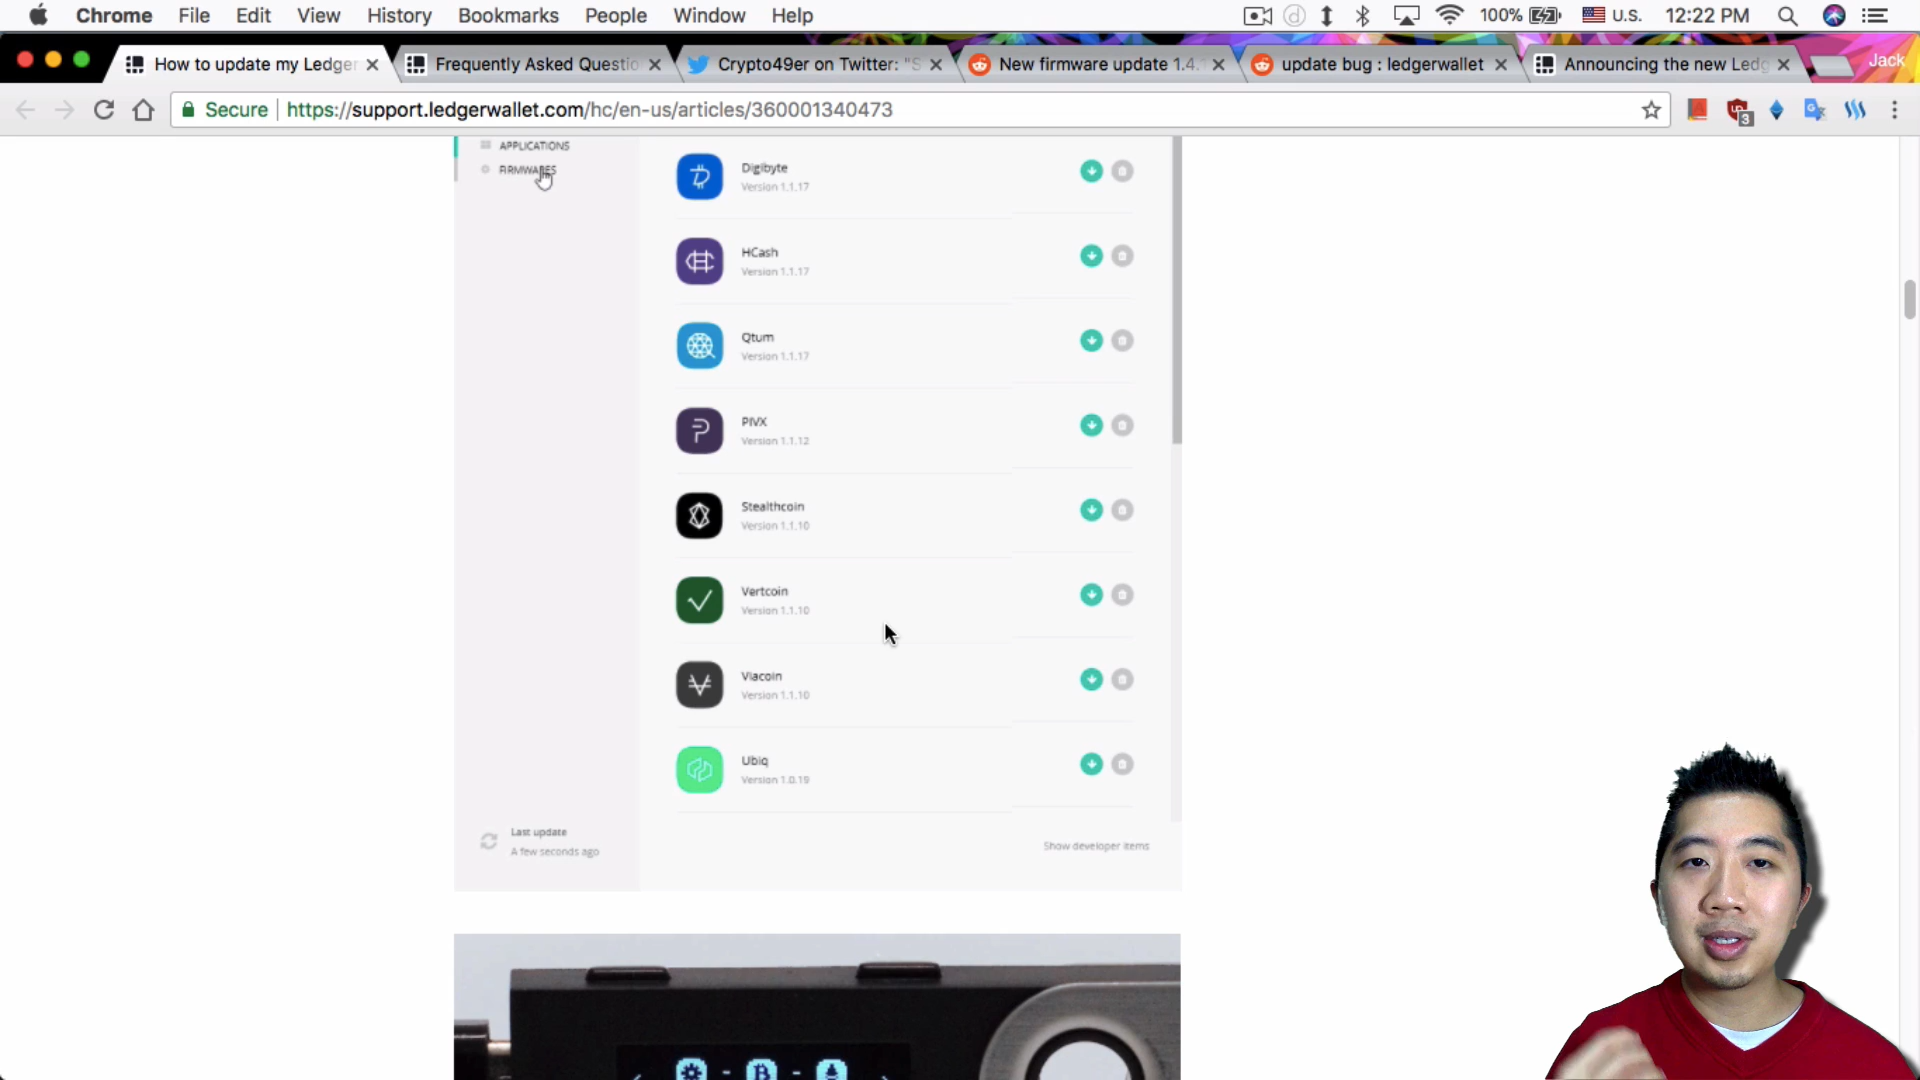 Chrome File Edit View History Bookmarks People Window Help 100% U.S. 12:22 PM
How to update my Ledger Frequently Asked Questio Crypto49er on Twitter: "S New firmware update 1.4. update bug : ledgerwallet Announcing the new Ledg Jack
Secure https://support.ledgerwallet.com/hc/en-us/articles/360001340473 3
APPLICATIONS
FIRMWARES
Digibyte
Version 1.1.17
HCash
Version 1.1.17
Qtum
Version 1.1.17
PIVX
Version 1.1.12
Stealthcoin
Version 1.1.10
Vertcoin
Version 1.1.10
Viacoin
Version 1.1.10
Ubiq
Version 1.0.19
Last update
A few seconds ago
Show developer items